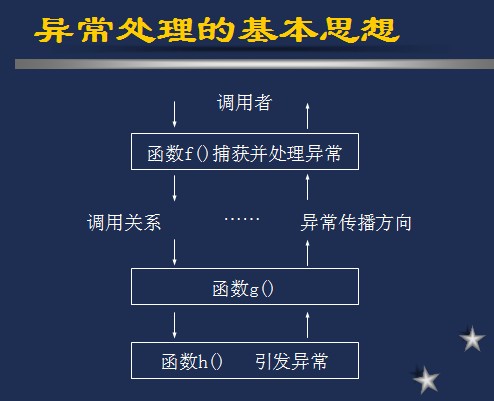 异常处理的基本思想
调用者
函数f()捕获并处理异常
调用关系 …… 异常传播方向
函数g()
函数h() 引发异常